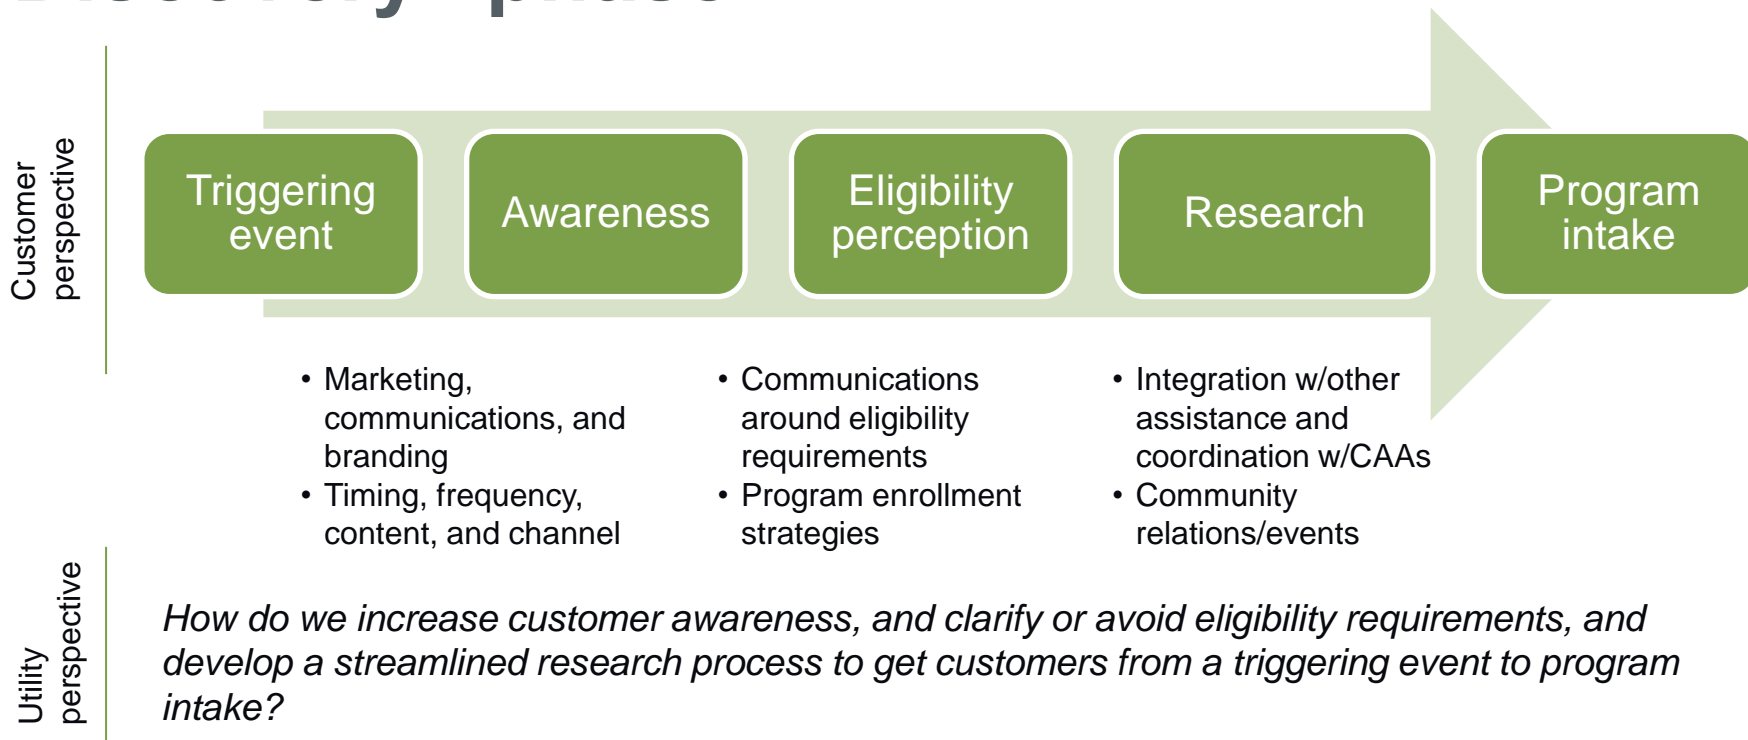 Discovery phase
Customer
perspective
Triggering
event
Awareness
Eligibility
perception
Research
Program
intake
• Marketing,
communications, and
branding
• Timing, frequency,
content, and channel
• Communications
around eligibility
requirements
• Program enrollment
strategies
• Integration w/other
assistance and
coordination w/CAAs
• Community
relations/events
Utility
perspective
How do we increase customer awareness, and clarify or avoid eligibility requirements, and
develop a streamlined research process to get customers from a triggering event to program
intake?